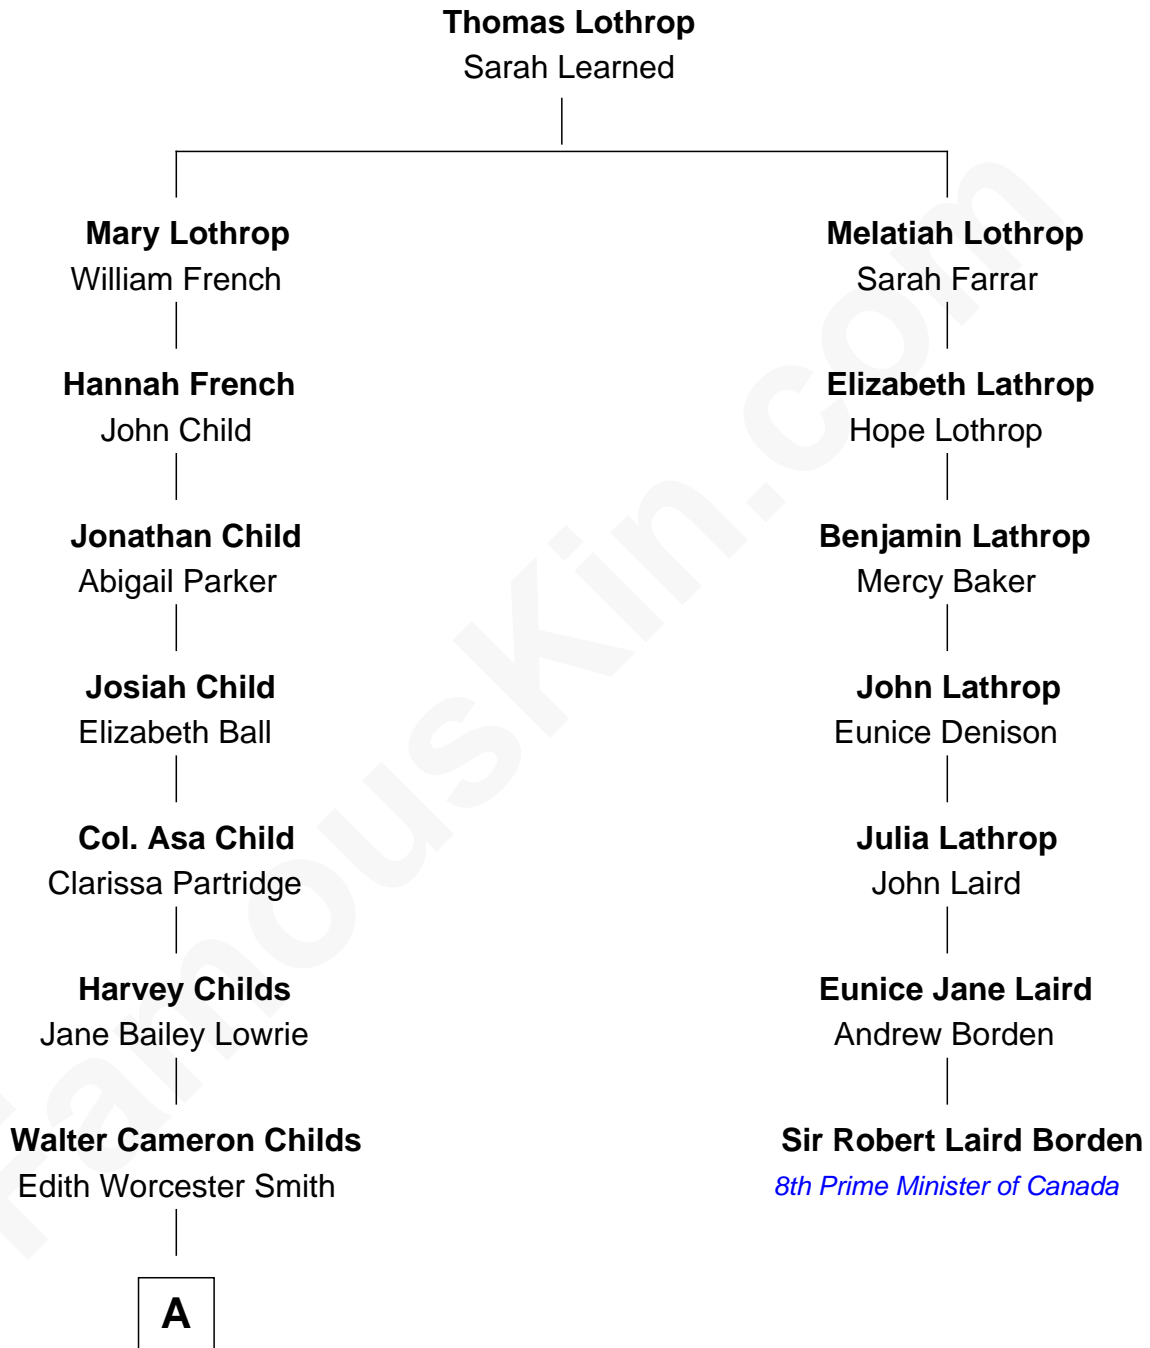 Thomas Lothrop
Sarah Learned
Mary Lothrop
William French
Melatiah Lothrop
Sarah Farrar
Hannah French
John Child
Elizabeth Lathrop
Hope Lothrop
Jonathan Child
Abigail Parker
Benjamin Lathrop
Mercy Baker
Josiah Child
Elizabeth Ball
John Lathrop
Eunice Denison
Col. Asa Child
Clarissa Partridge
Julia Lathrop
John Laird
Harvey Childs
Jane Bailey Lowrie
Eunice Jane Laird
Andrew Borden
Walter Cameron Childs
Edith Worcester Smith
Sir Robert Laird Borden
8th Prime Minister of Canada
A
FamousKin.com